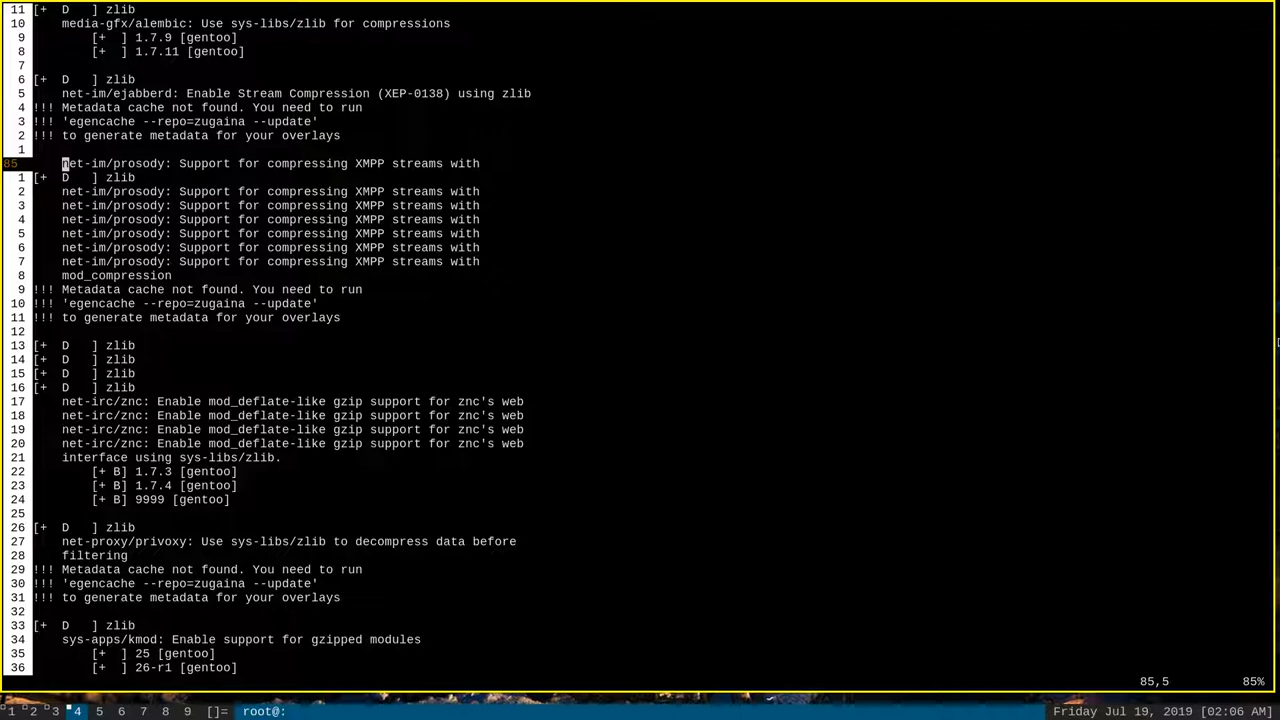 11 [+  D   ] zlib
10     media-gfx/alembic: Use sys-libs/zlib for compressions
9         [+  ] 1.7.9 [gentoo]
8         [+  ] 1.7.11 [gentoo]
7
6 [+  D   ] zlib
5     net-im/ejabberd: Enable Stream Compression (XEP-0138) using zlib
4 !!! Metadata cache not found. You need to run
3 !!! 'egencache --repo=zugaina --update'
2 !!! to generate metadata for your overlays
1
85     net-im/prosody: Support for compressing XMPP streams with
1 [+  D   ] zlib
2     net-im/prosody: Support for compressing XMPP streams with
3     net-im/prosody: Support for compressing XMPP streams with
4     net-im/prosody: Support for compressing XMPP streams with
5     net-im/prosody: Support for compressing XMPP streams with
6     net-im/prosody: Support for compressing XMPP streams with
7     net-im/prosody: Support for compressing XMPP streams with
8     mod_compression
9 !!! Metadata cache not found. You need to run
10 !!! 'egencache --repo=zugaina --update'
11 !!! to generate metadata for your overlays
12
13 [+  D   ] zlib
14 [+  D   ] zlib
15 [+  D   ] zlib
16 [+  D   ] zlib
17     net-irc/znc: Enable mod_deflate-like gzip support for znc's web
18     net-irc/znc: Enable mod_deflate-like gzip support for znc's web
19     net-irc/znc: Enable mod_deflate-like gzip support for znc's web
20     net-irc/znc: Enable mod_deflate-like gzip support for znc's web
21     interface using sys-libs/zlib.
22         [+ B] 1.7.3 [gentoo]
23         [+ B] 1.7.4 [gentoo]
24         [+ B] 9999 [gentoo]
25
26 [+  D   ] zlib
27     net-proxy/privoxy: Use sys-libs/zlib to decompress data before
28     filtering
29 !!! Metadata cache not found. You need to run
30 !!! 'egencache --repo=zugaina --update'
31 !!! to generate metadata for your overlays
32
33 [+  D   ] zlib
34     sys-apps/kmod: Enable support for gzipped modules
35         [+  ] 25 [gentoo]
36         [+  ] 26-r1 [gentoo]
85,5 85%
1 2 3 4 5 6 7 8 9 []= root@: Friday Jul 19, 2019 [02:06 AM]